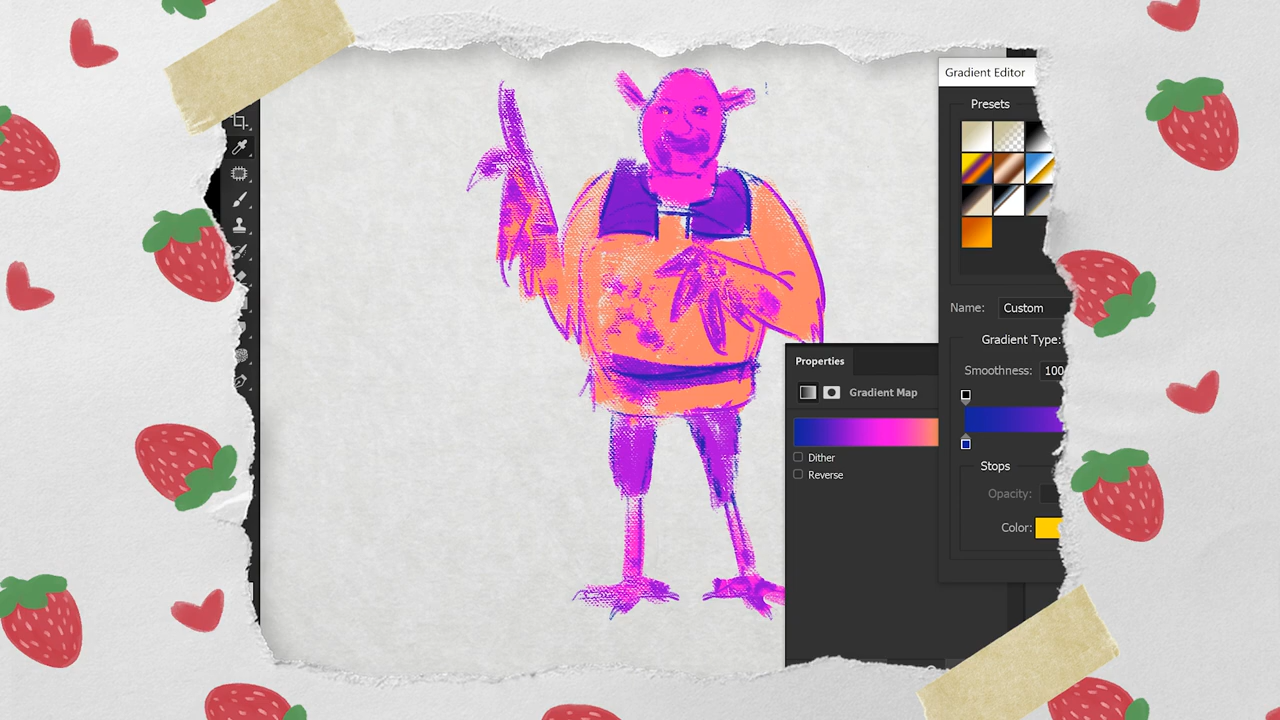 Gradient Editor
Presets
Name: Custom
Gradient Type:
Smoothness: 100
Properties
Gradient Map
Dither
Reverse
Stops
Opacity:
Color: